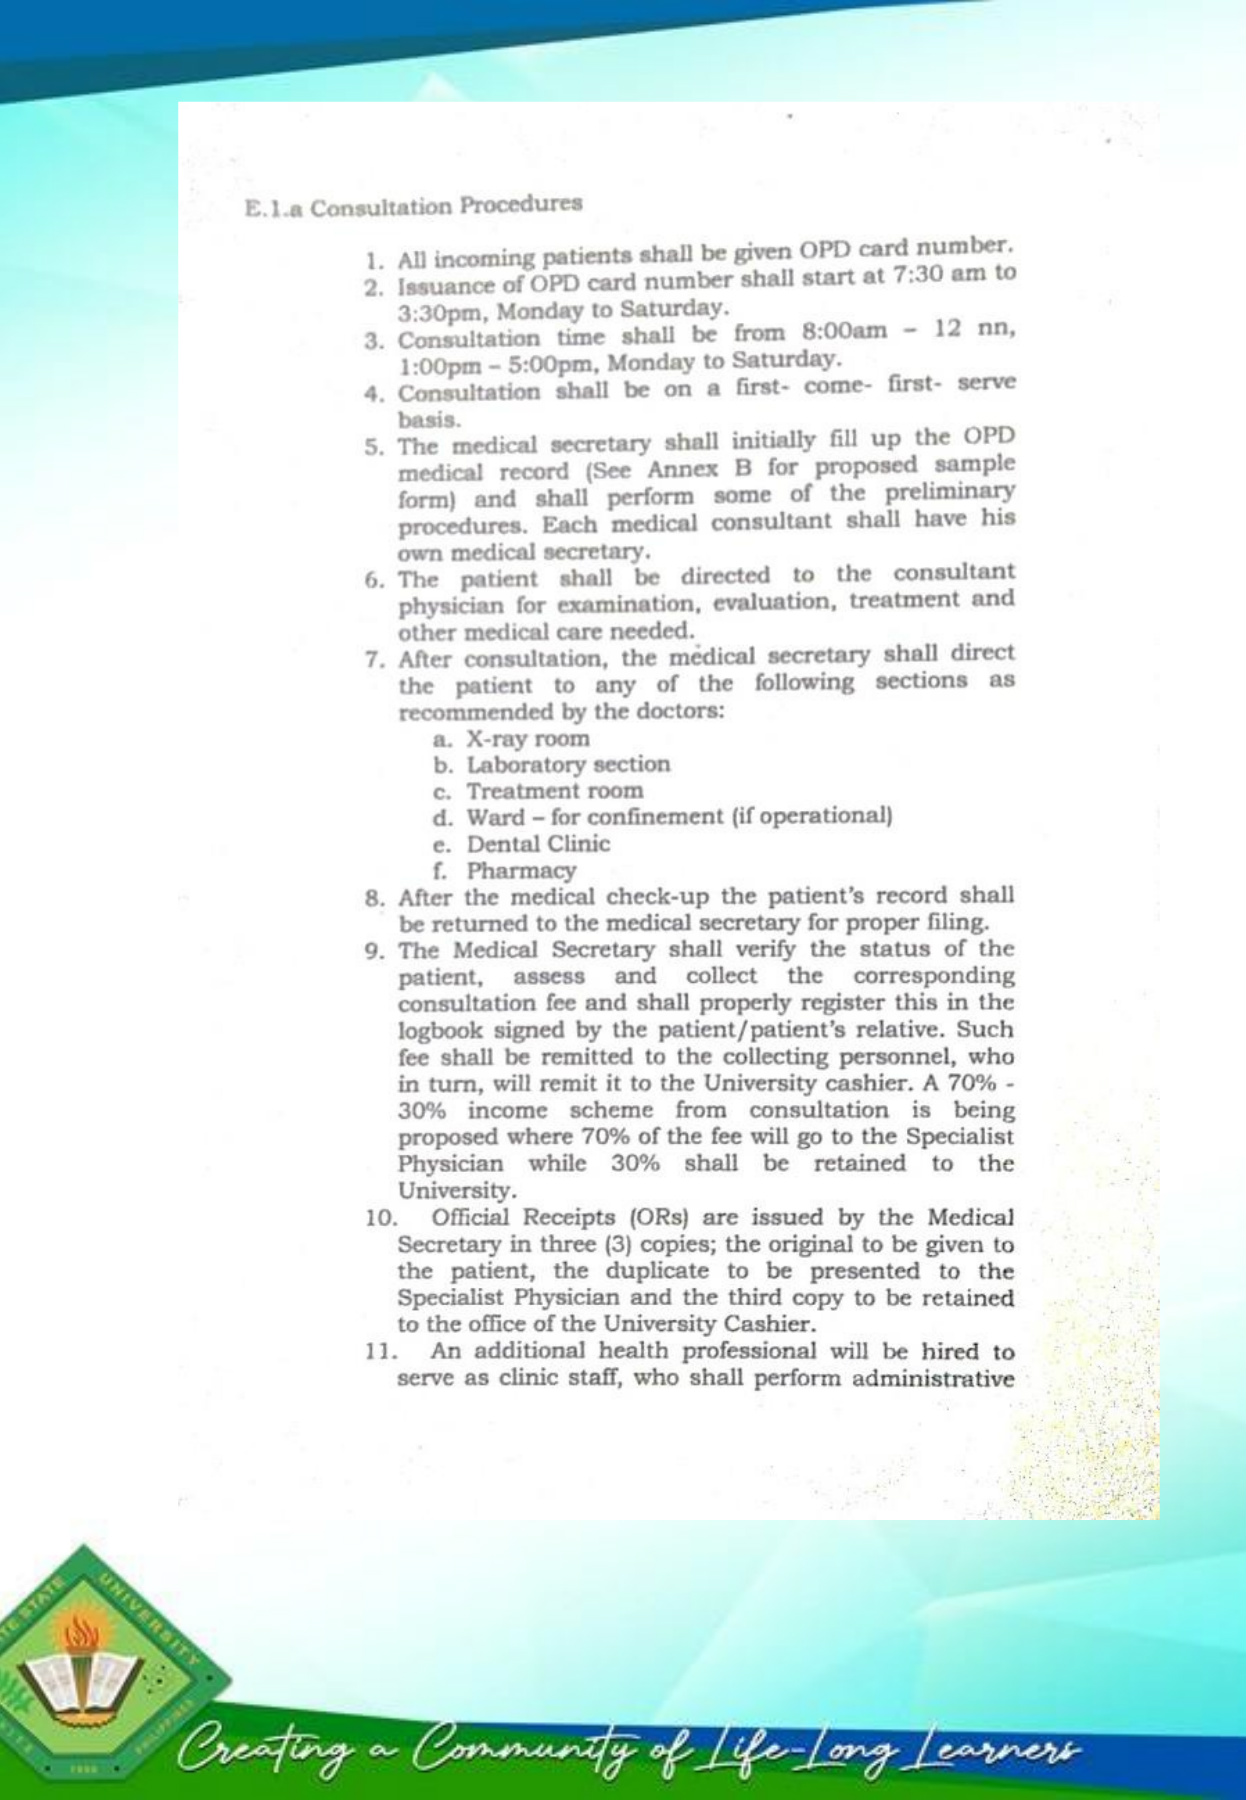 E.1.a Consultation Procedures
1. All incoming patients shall be given OPD card number.
2. Issuance of OPD card number shall start at 7:30 am to
3:30pm, Monday to Saturday.
3. Consultation time shall be from 8:00am – 12 nn,
1:00pm – 5:00pm, Monday to Saturday.
4. Consultation shall be on a first- come- first- serve
basis.
5. The medical secretary shall initially fill up the OPD
medical record (See Annex B for proposed sample
form) and shall perform some of the preliminary
procedures. Each medical consultant shall have his
own medical secretary.
6. The patient shall be directed to the consultant
physician for examination, evaluation, treatment and
other medical care needed.
7. After consultation, the medical secretary shall direct
the patient to any of the following sections as
recommended by the doctors:
a. X-ray room
b. Laboratory section
c. Treatment room
d. Ward – for confinement (if operational)
e. Dental Clinic
f. Pharmacy
8. After the medical check-up the patient's record shall
be returned to the medical secretary for proper filing.
9. The Medical Secretary shall verify the status of the
patient, assess and collect the corresponding
consultation fee and shall properly register this in the
logbook signed by the patient/patient's relative. Such
fee shall be remitted to the collecting personnel, who
in turn, will remit it to the University cashier. A 70% -
30% income scheme from consultation is being
proposed where 70% of the fee will go to the Specialist
Physician while 30% shall be retained to the
University.
10. Official Receipts (ORs) are issued by the Medical
Secretary in three (3) copies; the original to be given to
the patient, the duplicate to be presented to the
Specialist Physician and the third copy to be retained
to the office of the University Cashier.
11. An additional health professional will be hired to
serve as clinic staff, who shall perform administrative
STATE UNIVERSITY
PHILIPPINES
Creating a Community of Life-Long Learners